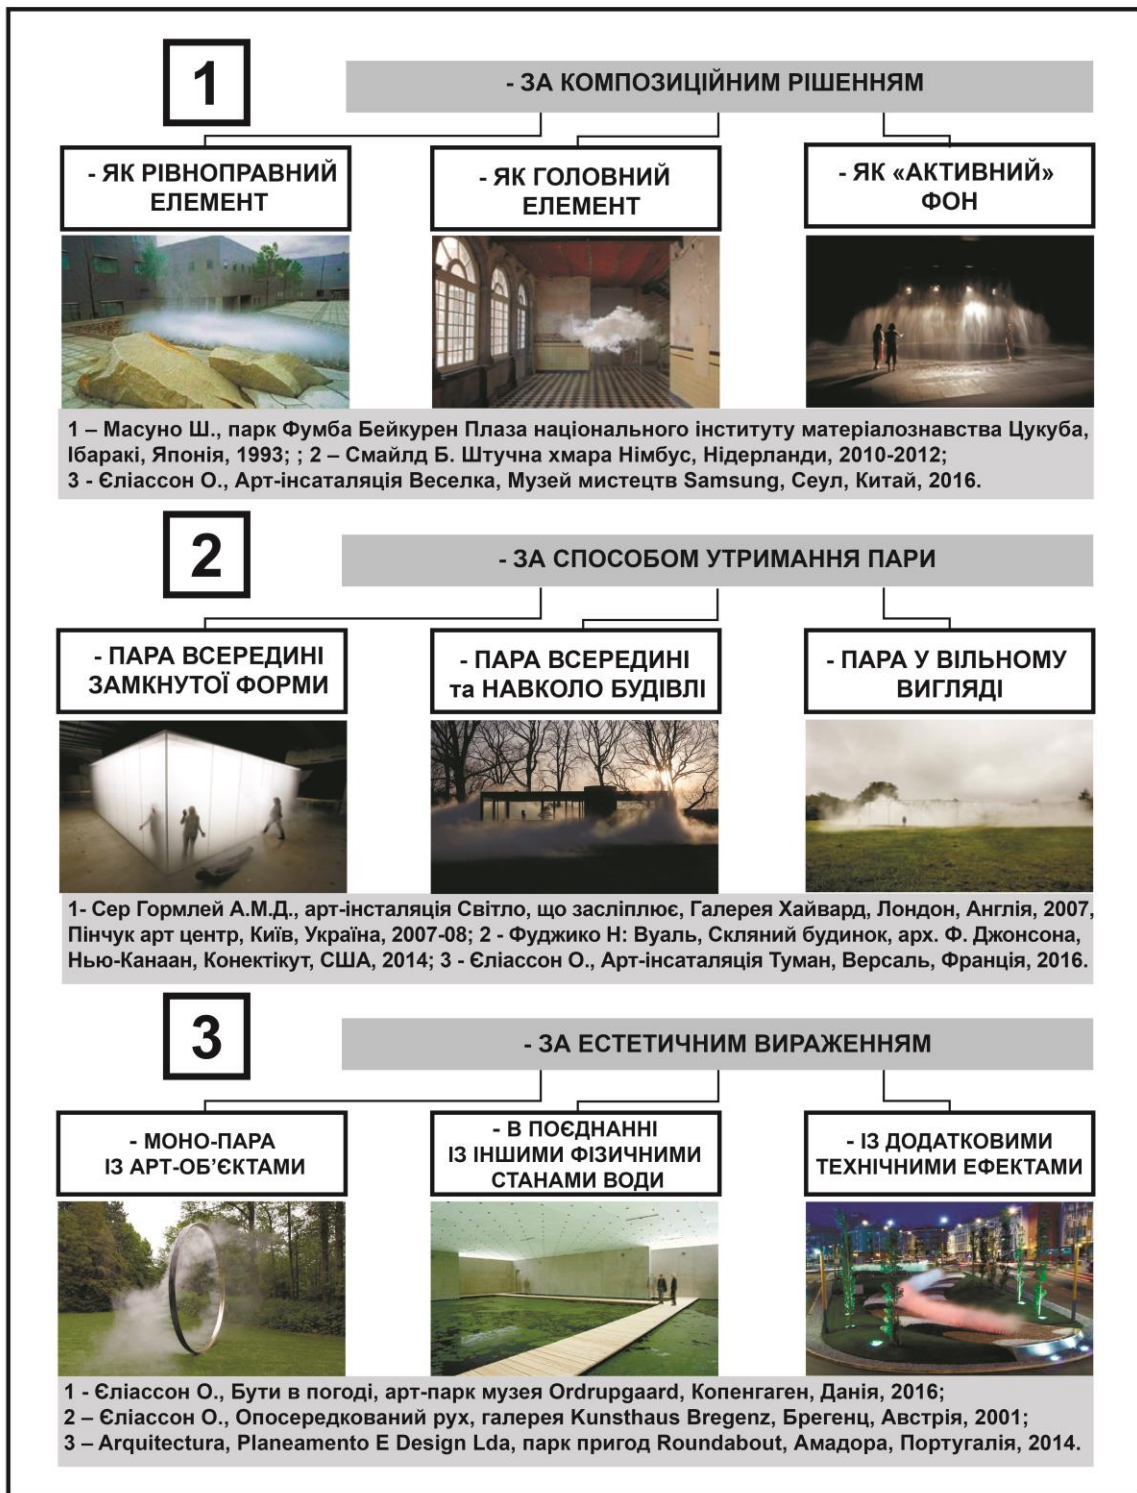 1
- ЗА КОМПОЗИЦІЙНИМ РІШЕННЯМ
- ЯК РІВНОПРАВНИЙ
ЕЛЕМЕНТ
- ЯК ГОЛОВНИЙ
ЕЛЕМЕНТ
- ЯК «АКТИВНИЙ»
ФОН
1 – Масуно Ш., парк Фумба Бейкурен Плаза національного інституту матеріалознавства Цукуба,
Ібаракі, Японія, 1993; ; 2 – Смайлд Б. Штучна хмара Німбус, Нідерланди, 2010-2012;
3 - Єліассон О., Арт-інсаталяція Веселка, Музей мистецтв Samsung, Сеул, Китай, 2016.
2
- ЗА СПОСОБОМ УТРИМАННЯ ПАРИ
- ПАРА ВСЕРЕДИНІ
ЗАМКНУТОЇ ФОРМИ
- ПАРА ВСЕРЕДИНІ
та НАВКОЛО БУДІВЛІ
- ПАРА У ВІЛЬНОМУ
ВИГЛЯДІ
1- Сер Гормлей А.М.Д., арт-інсталяція Світло, що засліплює, Галерея Хайвард, Лондон, Англія, 2007,
Пінчук арт центр, Київ, Україна, 2007-08; 2 - Фуджико Н: Вуаль, Скляний будинок, арх. Ф. Джонсона,
Нью-Канаан, Конектікут, США, 2014; 3 - Єліассон О., Арт-інсаталяція Туман, Версаль, Франція, 2016.
3
- ЗА ЕСТЕТИЧНИМ ВИРАЖЕННЯМ
- МОНО-ПАРА
ІЗ АРТ-ОБ’ЄКТАМИ
- В ПОЄДНАННІ
ІЗ ІНШИМИ ФІЗИЧНИМИ
СТАНАМИ ВОДИ
- ІЗ ДОДАТКОВИМИ
ТЕХНІЧНИМИ ЕФЕКТАМИ
1 - Єліассон О., Бути в погоді, арт-парк музея Ordrupgaard, Копенгаген, Данія, 2016;
2 – Єліассон О., Опосередкований рух, галерея Kunsthaus Bregenz, Брегенц, Австрія, 2001;
3 – Arquitectura, Planeamento E Design Lda, парк пригод Roundabout, Амадора, Португалія, 2014.